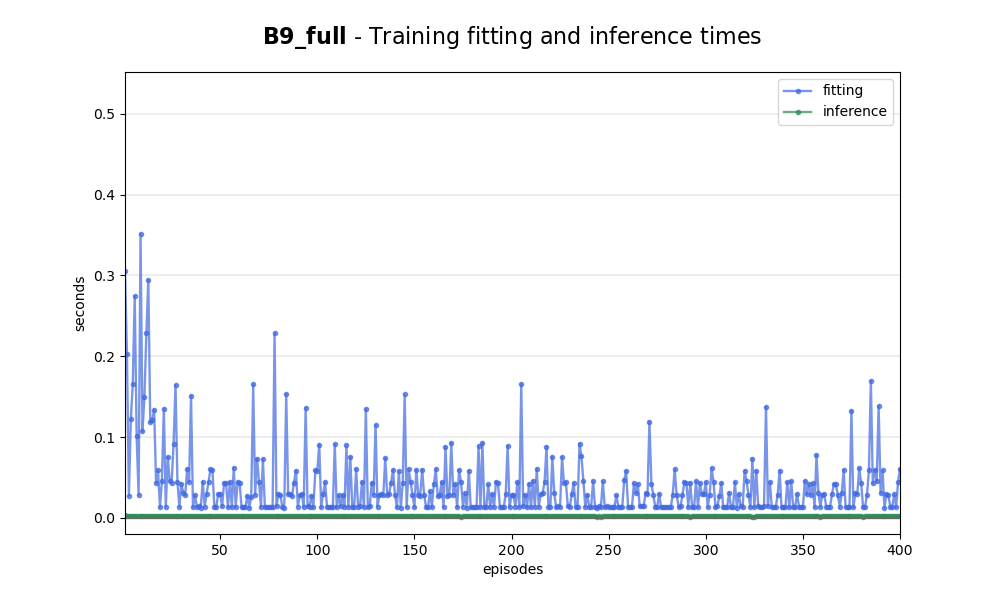 B9_full - Training fitting and inference times
fitting
inference
seconds
0.5
0.4
0.3
0.2
0.1
0.0
50 100 150 200 250 300 350 400
episodes